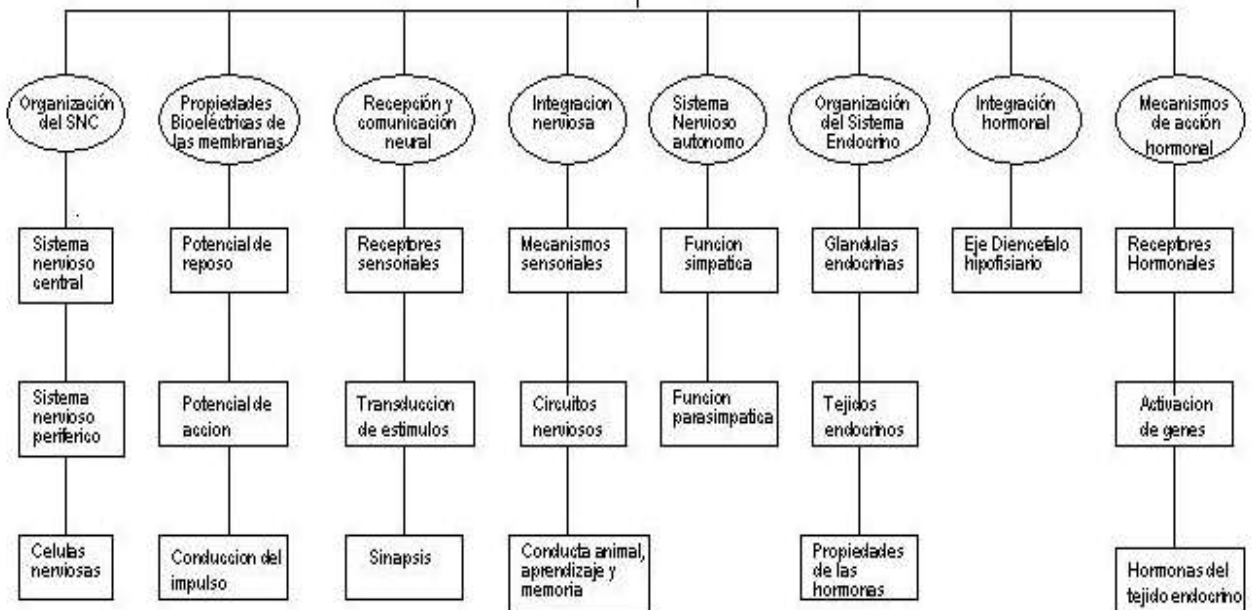 Organización
del SNC
Propiedades
Bioeléctricas de
las membranas
Recepción y
comunicación
neural
Integracion
nerviosa
Sistema
Nervioso
autonomo
Organización
del Sistema
Endocrino
Integración
hormonal
Mecanismos
de acción
hormonal
Sistema
nervioso
central
Potencial de
reposo
Receptores
sensoriales
Mecanismos
sensoriales
Funcion
simpatica
Glandulas
endocrinas
Eje Diencefalo
hipofisiario
Receptores
Hormonales
Sistema
nervioso
periferico
Potencial de
accion
Transduccion
de estimulos
Circuitos
nerviosos
Funcion
parasimpatica
Tejidos
endocrinos
Activacion
de genes
Celulas
nerviosas
Conduccion del
impulso
Sinapsis
Conducta animal,
aprendizaje y
memoria
Propiedades
de las
hormonas
Hormonas del
tejido endocrino